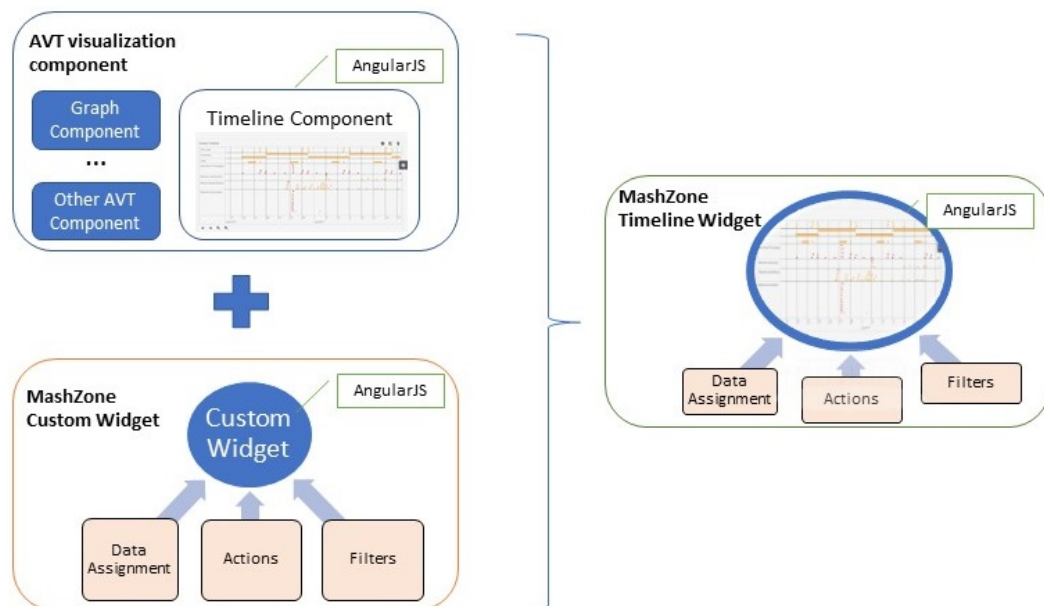 AVT visualization
component
AngularJS
Graph
Component
...
Other AVT
Component
Timeline Component
MashZone
Custom Widget
AngularJS
Custom
Widget
Data
Assignment
Actions
Filters
MashZone
Timeline Widget
AngularJS
Data
Assignment
Actions
Filters